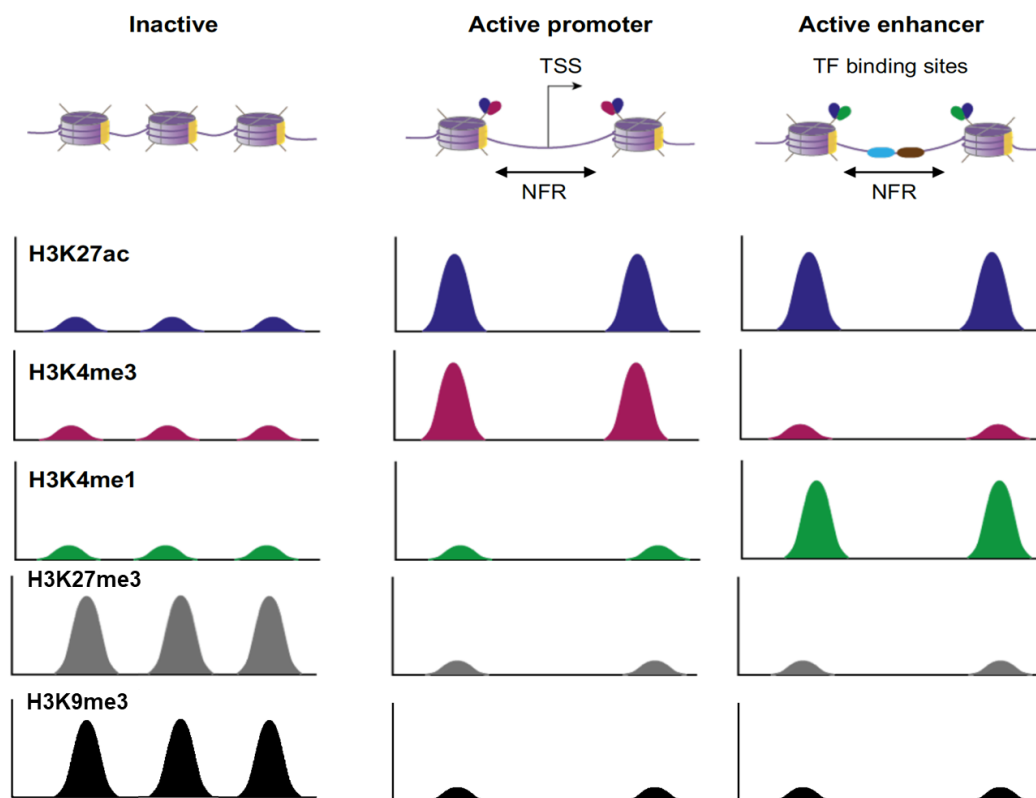 Inactive
Active promoter
Active enhancer
TSS
TF binding sites
NFR
NFR
H3K27ac
H3K4me3
H3K4me1
H3K27me3
H3K9me3